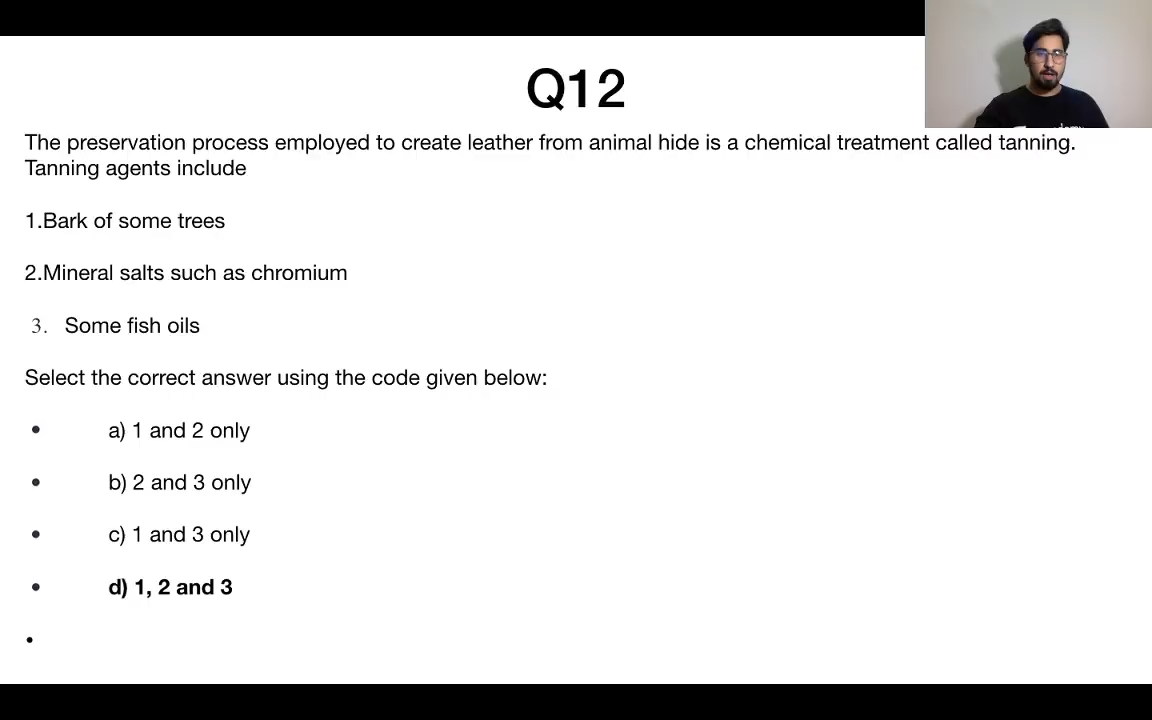 Q12
The preservation process employed to create leather from animal hide is a chemical treatment called tanning.
Tanning agents include
1.Bark of some trees
2.Mineral salts such as chromium
3. Some fish oils
Select the correct answer using the code given below:
• a) 1 and 2 only
• b) 2 and 3 only
• c) 1 and 3 only
• d) 1, 2 and 3
•